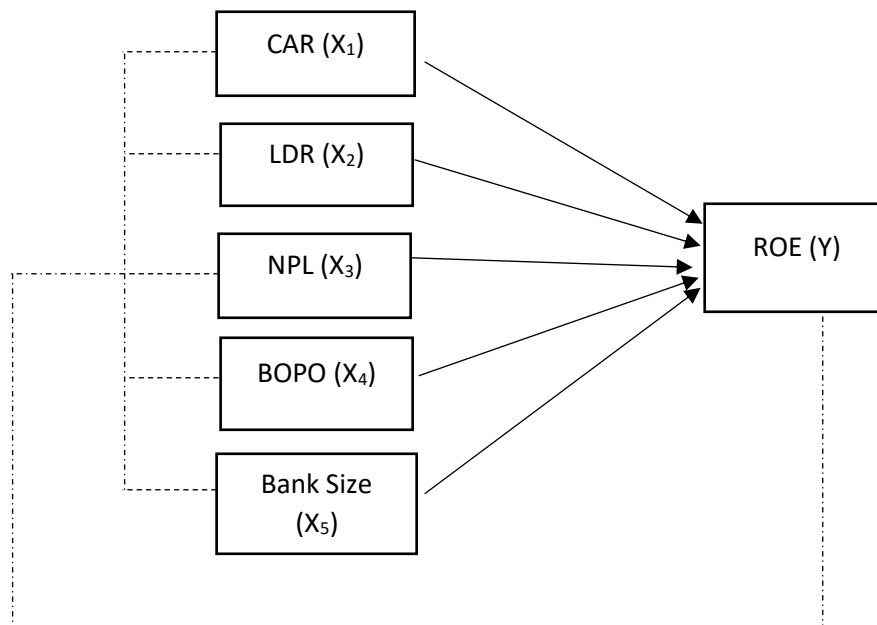 CAR (X₁)
LDR (X₂)
NPL (X₃)
BOPO (X₄)
Bank Size
(X₅)
ROE (Y)